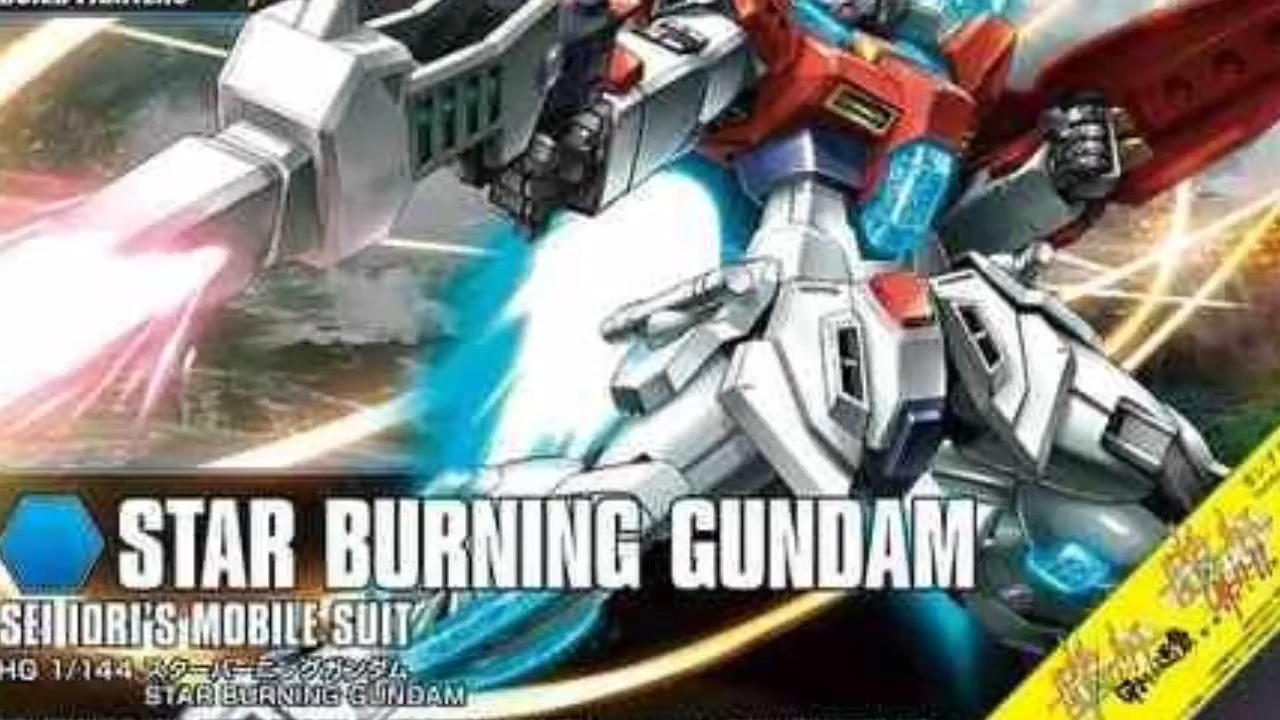 STAR BURNING GUNDAM
SEI IORI'S MOBILE SUIT
HG 1/144 スターバーニングガンダム
STAR BURNING GUNDAM